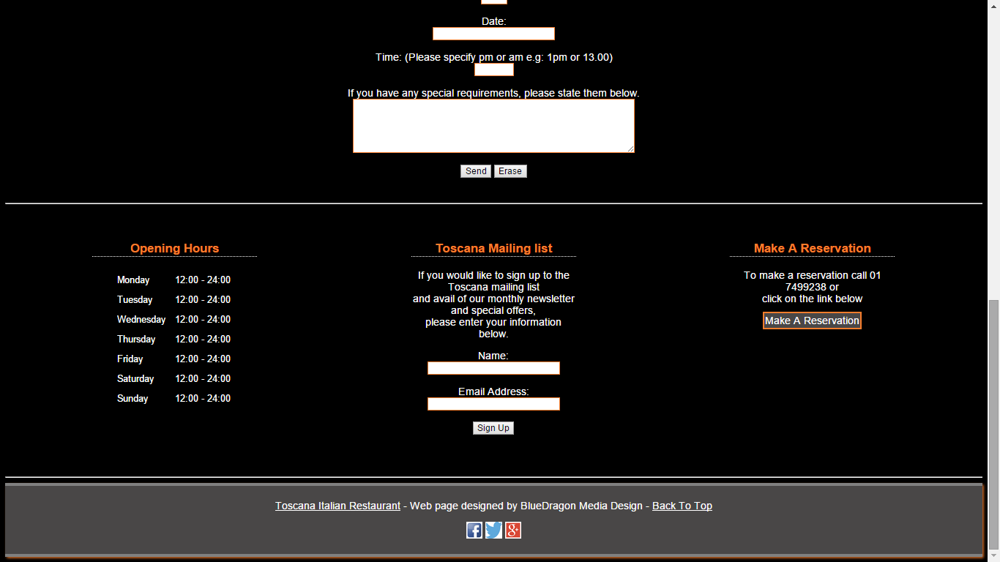 Date:
Time: (Please specify pm or am e.g: 1pm or 13.00)
If you have any special requirements, please state them below.
Send Erase
Opening Hours
Monday 12:00 - 24:00
Tuesday 12:00 - 24:00
Wednesday 12:00 - 24:00
Thursday 12:00 - 24:00
Friday 12:00 - 24:00
Saturday 12:00 - 24:00
Sunday 12:00 - 24:00
Toscana Mailing list
If you would like to sign up to the
Toscana mailing list
and avail of our monthly newsletter
and special offers,
please enter your information
below.
Name:
Email Address:
Sign Up
Make A Reservation
To make a reservation call 01
7499238 or
click on the link below
Make A Reservation
Toscana Italian Restaurant - Web page designed by BlueDragon Media Design - Back To Top